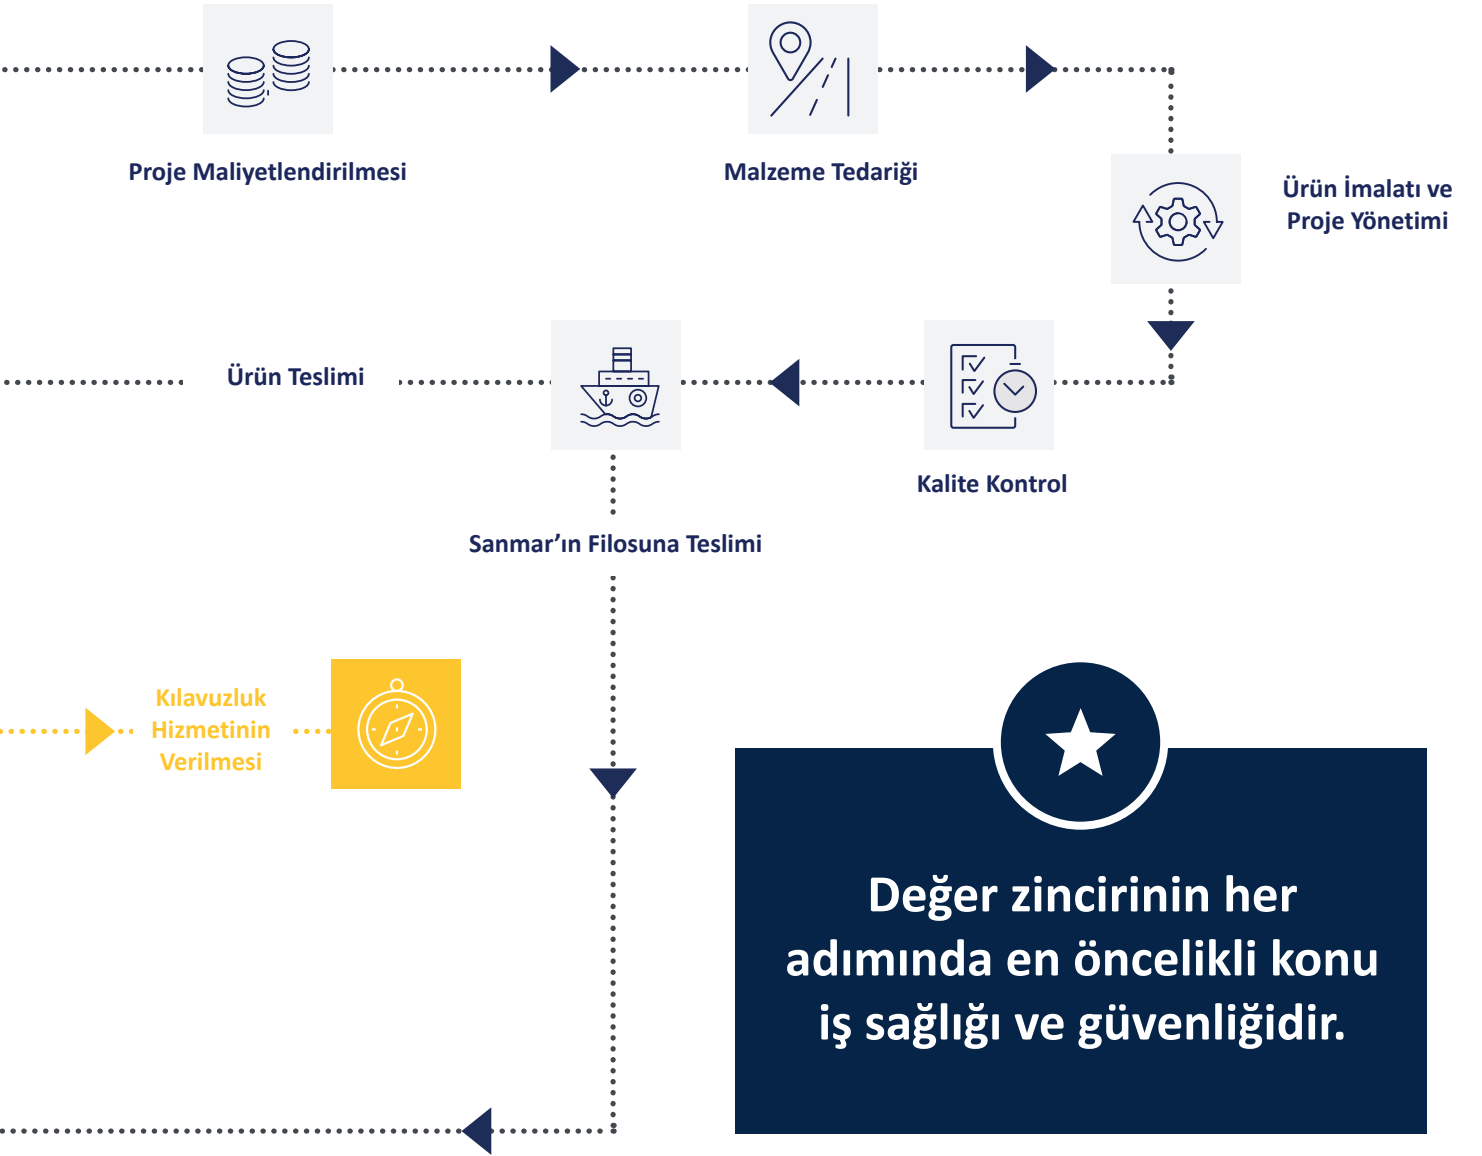 Proje Maliyetlendirilmesi
Malzeme Tedariği
Ürün İmalatı ve
Proje Yönetimi
Ürün Teslimi
Kalite Kontrol
Sanmar’ın Filosuna Teslimi
Kılavuzluk
Hizmetinin
Verilmesi
Değer zincirinin her
adımında en öncelikli konu
iş sağlığı ve güvenliğidir.